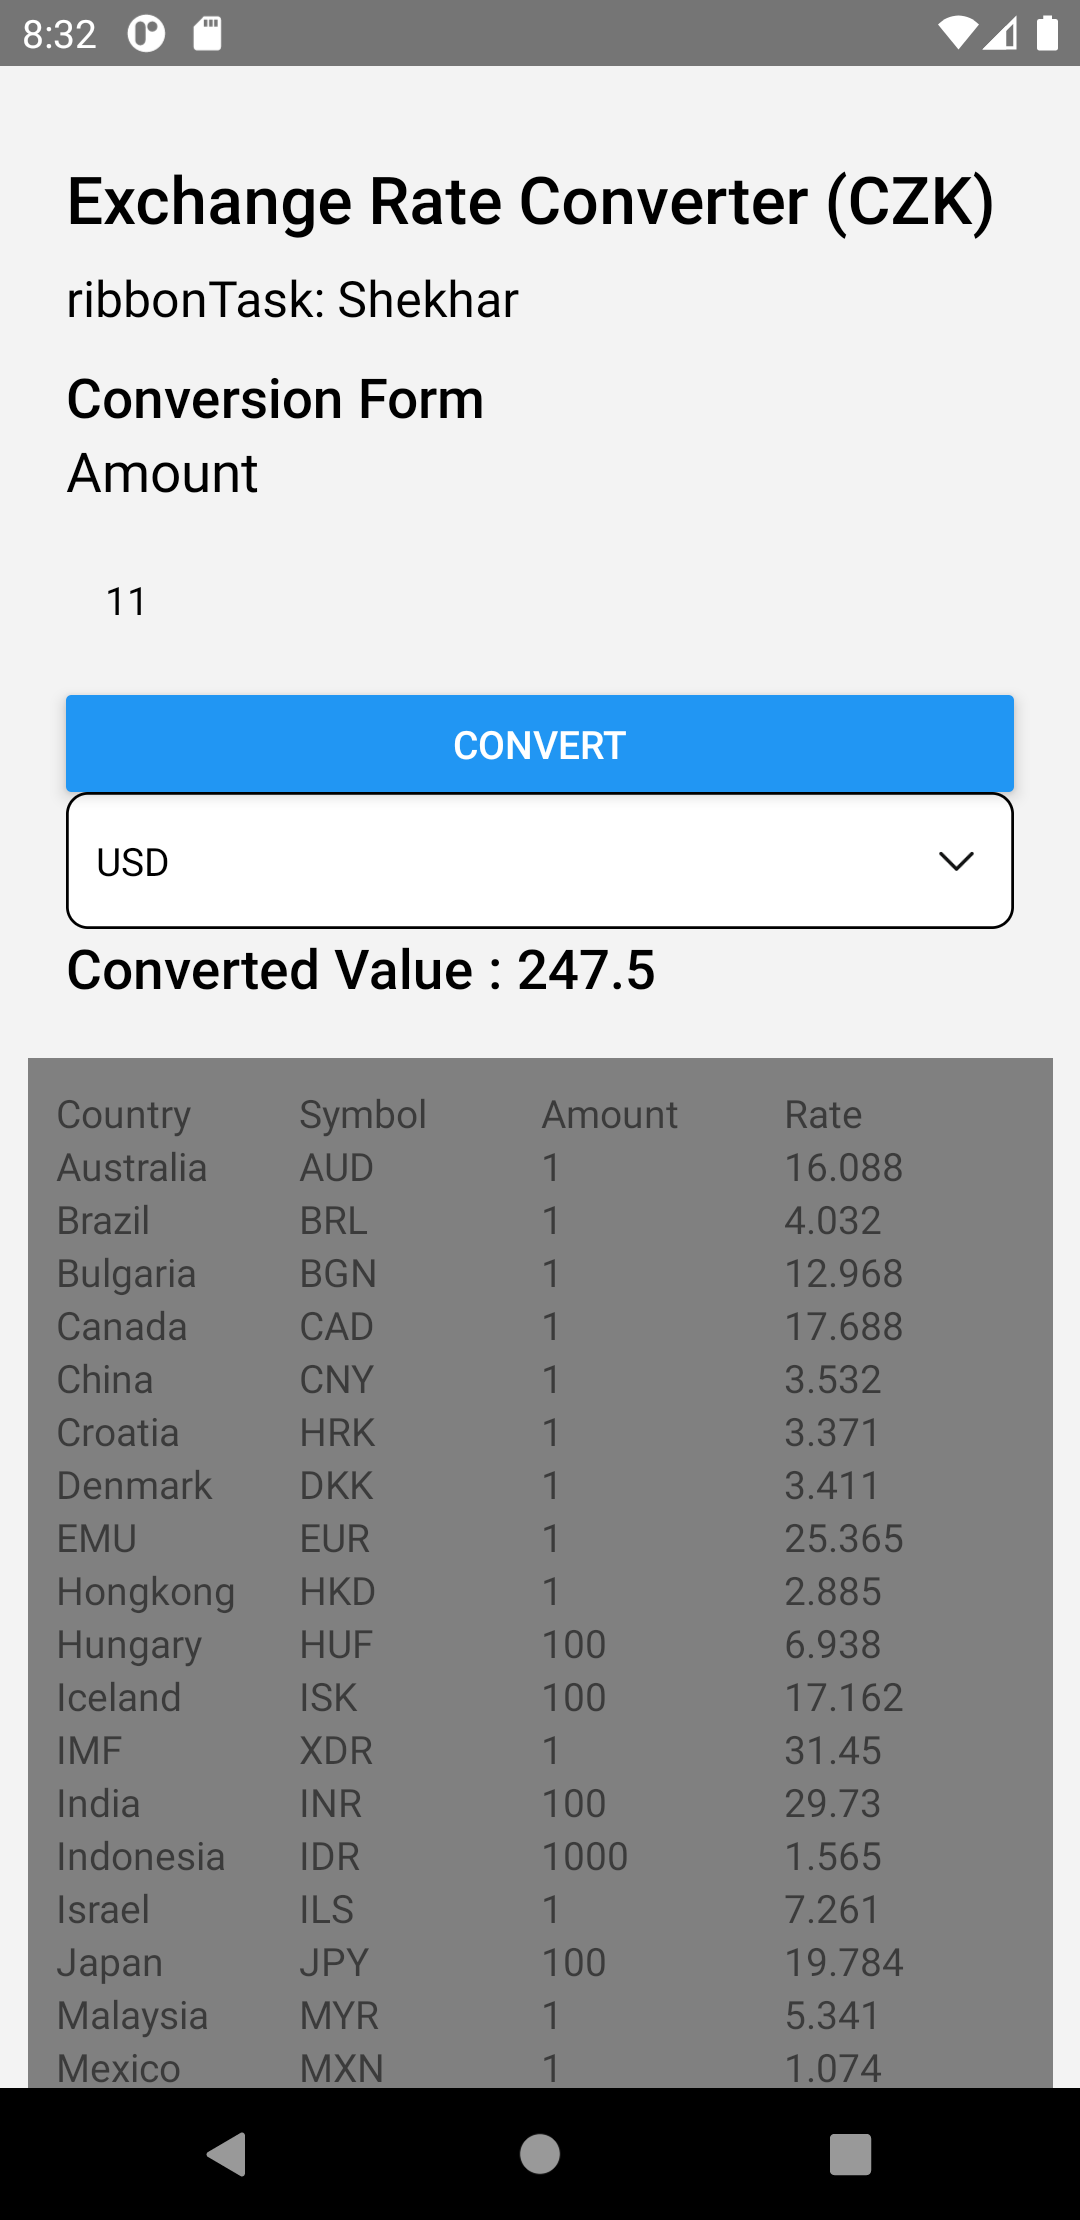 8:32
Exchange Rate Converter (CZK)
ribbonTask: Shekhar
Conversion Form
Amount
11
CONVERT
USD
Converted Value : 247.5
Country Symbol Amount Rate
Australia AUD 1 16.088
Brazil BRL 1 4.032
Bulgaria BGN 1 12.968
Canada CAD 1 17.688
China CNY 1 3.532
Croatia HRK 1 3.371
Denmark DKK 1 3.411
EMU EUR 1 25.365
Hongkong HKD 1 2.885
Hungary HUF 100 6.938
Iceland ISK 100 17.162
IMF XDR 1 31.45
India INR 100 29.73
Indonesia IDR 1000 1.565
Israel ILS 1 7.261
Japan JPY 100 19.784
Malaysia MYR 1 5.341
Mexico MXN 1 1.074